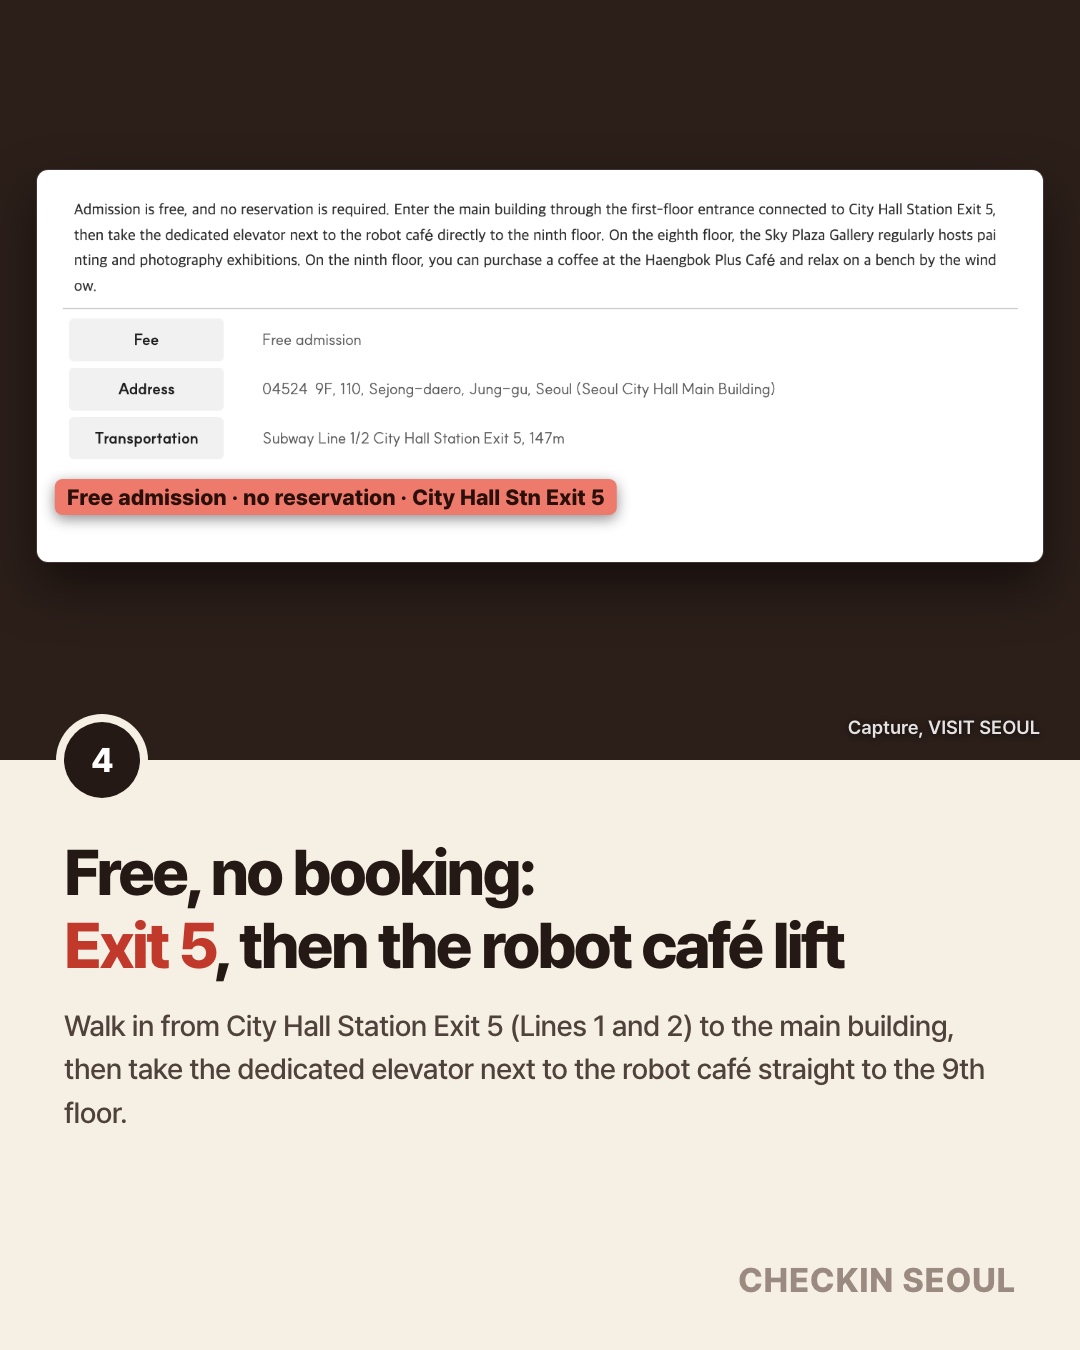 Admission is free, and no reservation is required. Enter the main building through the first-floor entrance connected to City Hall Station Exit 5,
then take the dedicated elevator next to the robot café directly to the ninth floor. On the eighth floor, the Sky Plaza Gallery regularly hosts pai
nting and photography exhibitions. On the ninth floor, you can purchase a coffee at the Haengbok Plus Café and relax on a bench by the wind
ow.
Fee Free admission
Address 04524 9F, 110, Sejong-daero, Jung-gu, Seoul (Seoul City Hall Main Building)
Transportation Subway Line 1/2 City Hall Station Exit 5, 147m
Free admission · no reservation · City Hall Stn Exit 5
Capture, VISIT SEOUL
4
Free, no booking:
Exit 5, then the robot café lift
Walk in from City Hall Station Exit 5 (Lines 1 and 2) to the main building,
then take the dedicated elevator next to the robot café straight to the 9th
floor.
CHECKIN SEOUL